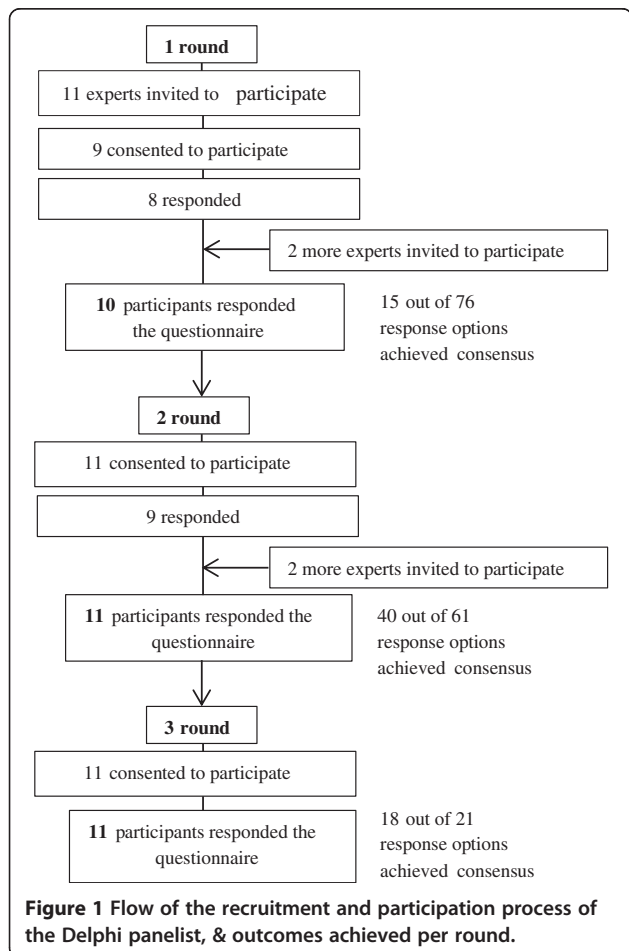 1 round
11 experts invited to participate
9 consented to participate
8 responded
2 more experts invited to participate
10 participants responded
the questionnaire
15 out of 76
response options
achieved consensus
2 round
11 consented to participate
9 responded
2 more experts invited to participate
11 participants responded the
questionnaire
40 out of 61
response options
achieved consensus
3 round
11 consented to participate
11 participants responded the
questionnaire
18 out of 21
response options
achieved consensus
Figure 1 Flow of the recruitment and participation process of
the Delphi panelist, & outcomes achieved per round.